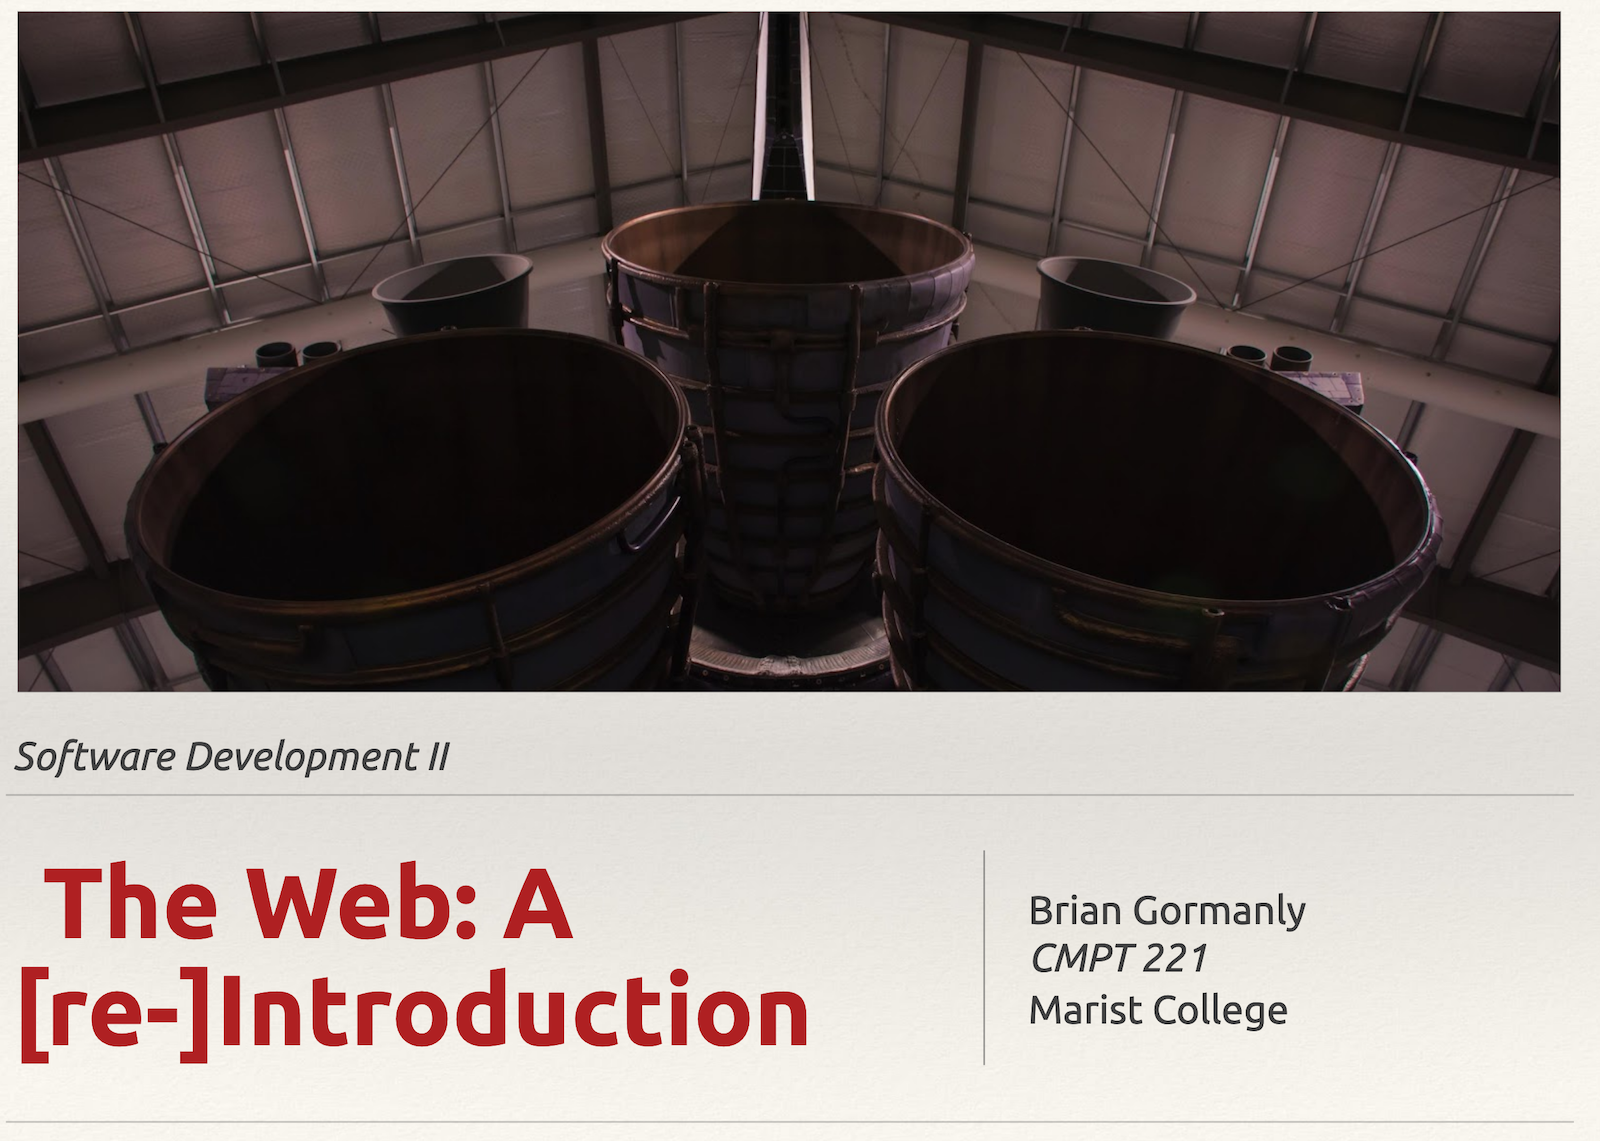 Software Development II
The Web: A
[re-]Introduction
Brian Gormanly
CMPT 221
Marist College